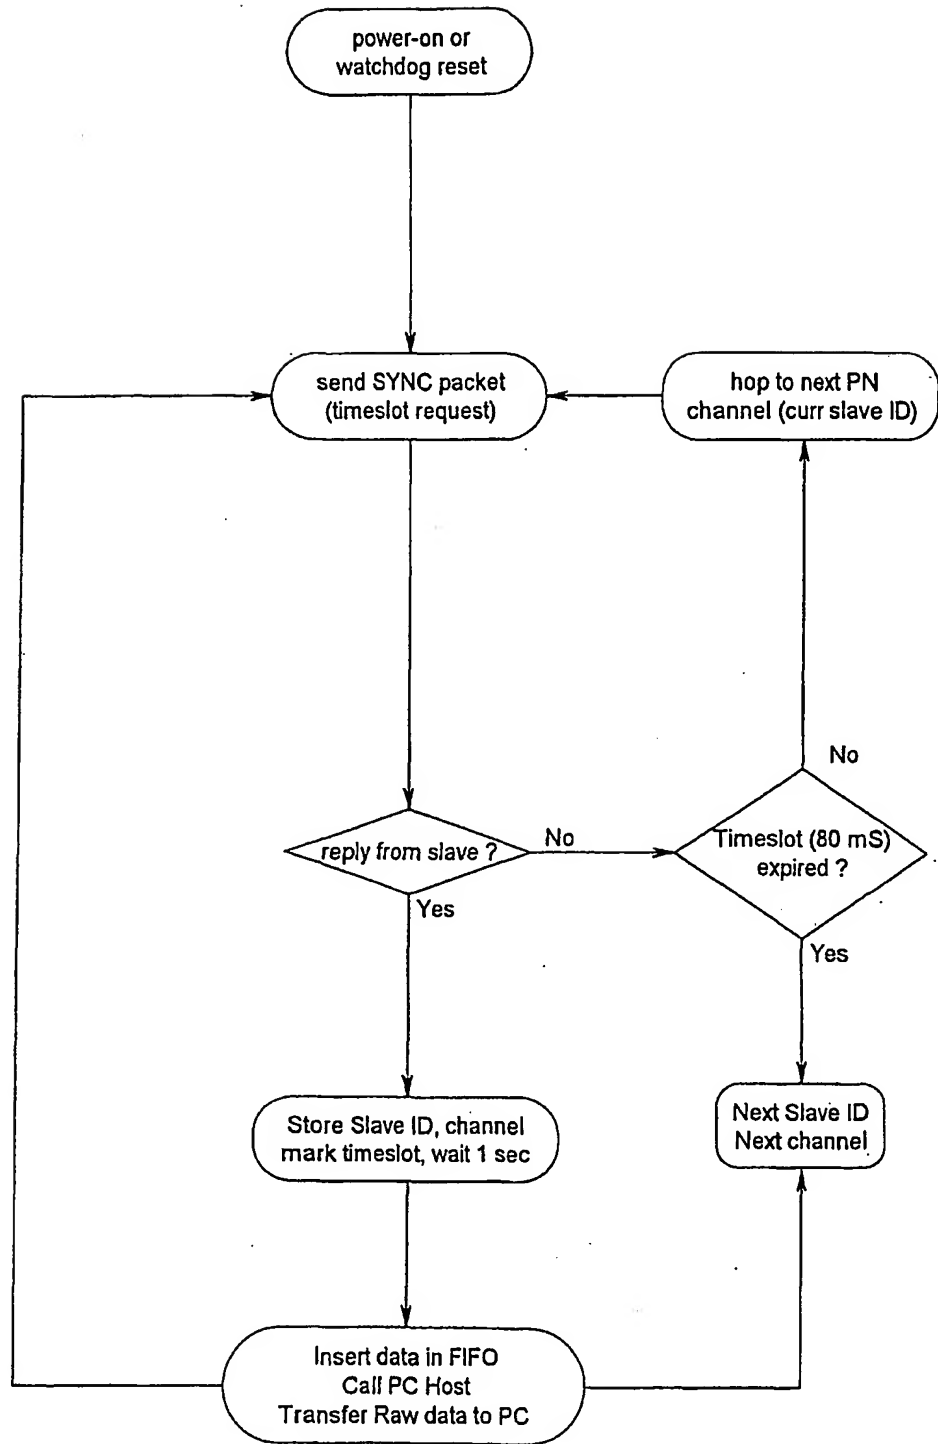 power-on or
watchdog reset
send SYNC packet
(timeslot request)
hop to next PN
channel (curr slave ID)
No
reply from slave ?
No
Timeslot (80 mS)
expired ?
Yes
Yes
Store Slave ID, channel
mark timeslot, wait 1 sec
Next Slave ID
Next channel
Insert data in FIFO
Call PC Host
Transfer Raw data to PC